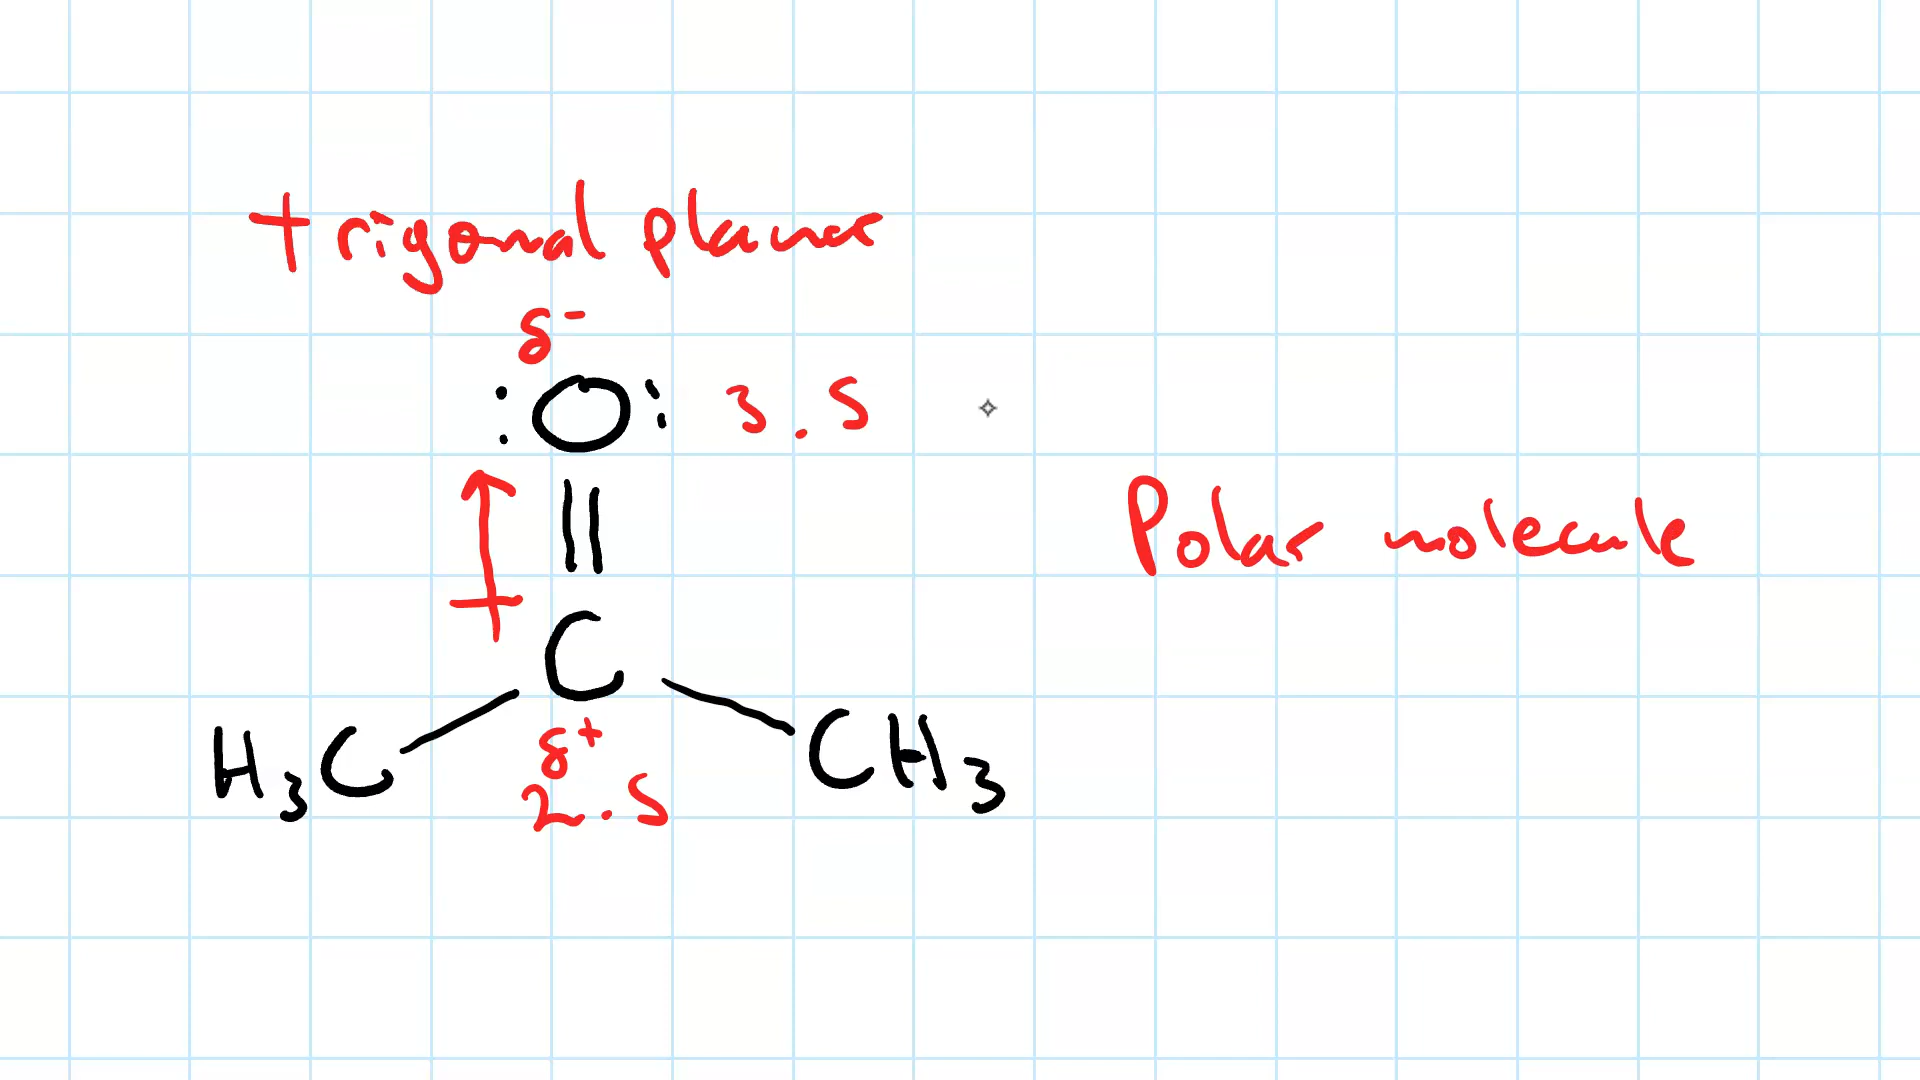 trigonal planar
δ-
:O: 3.5
Polar molecule
C
H3C CH3
δ+
2.5